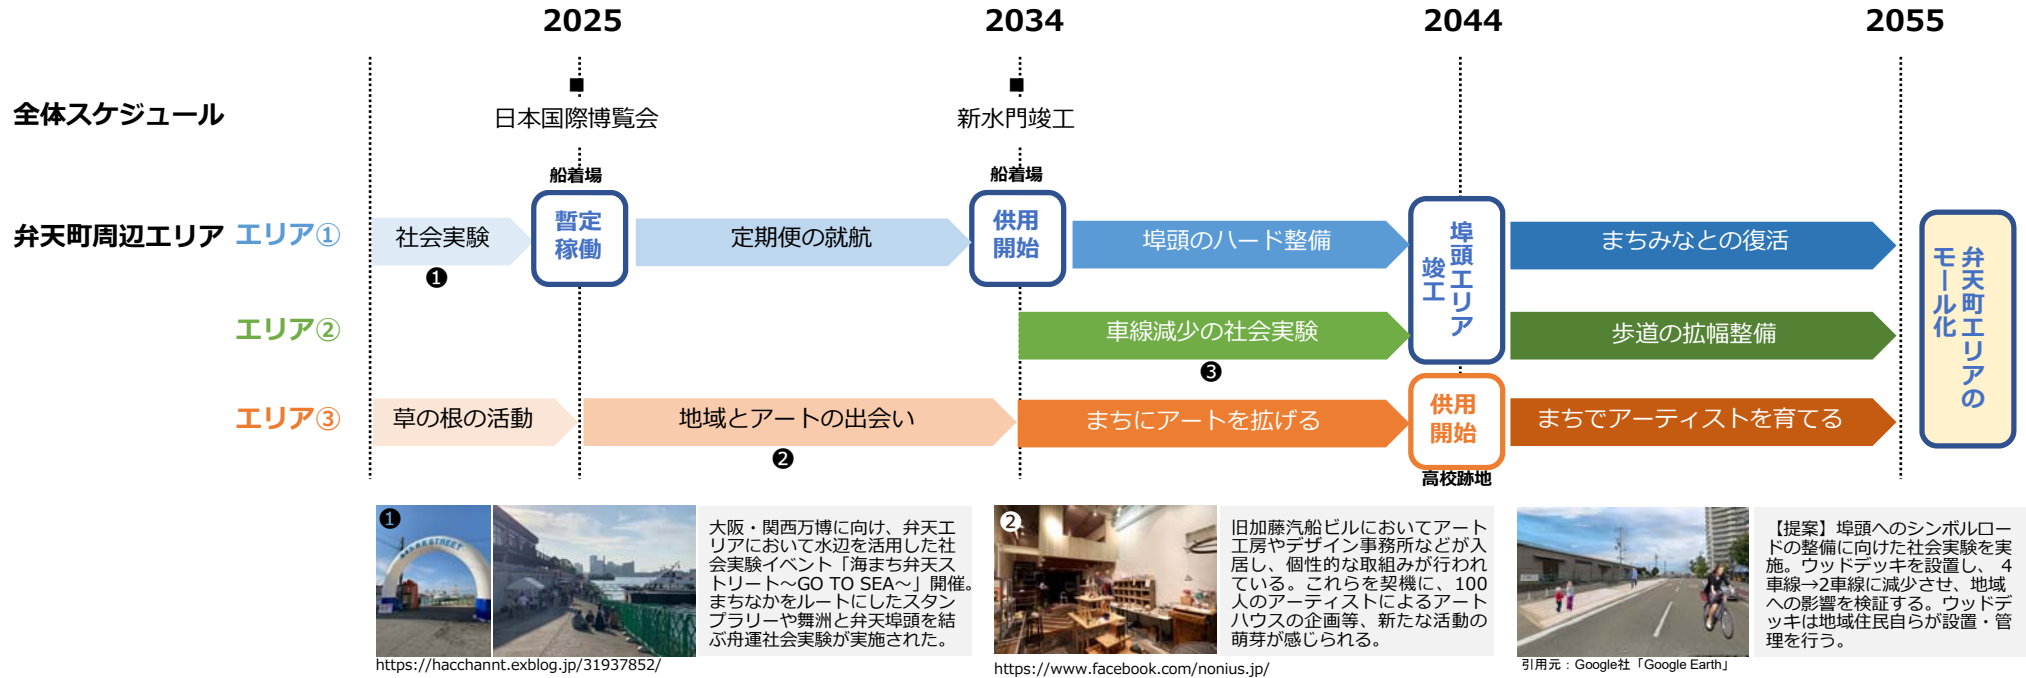 2025
2034
2044
2055
全体スケジュール
■
日本国際博覧会
■
新水門竣工
弁天町周辺エリア
エリア①
社会実験
❶
船着場
暫定
稼働
定期便の就航
船着場
供用
開始
埠頭のハード整備
埠頭エリア
竣工
まちみなとの復活
弁天町エリアの
モール化
エリア②
車線減少の社会実験
❸
歩道の拡幅整備
エリア③
草の根の活動
地域とアートの出会い
❷
まちにアートを拡げる
供用
開始
高校跡地
まちでアーティストを育てる
❶
大阪・関西万博に向け、弁天エ
リアにおいて水辺を活用した社
会実験イベント「海まち弁天ス
トリート～GO TO SEA～」開催。
まちなかをルートにしたスタン
プラリーや舞洲と弁天埠頭を結
ぶ舟運社会実験が実施された。
https://hacchannt.exblog.jp/31937852/
❷
旧加藤汽船ビルにおいてアート
工房やデザイン事務所などが入
居し、個性的な取組みが行われ
ている。これらを契機に、100
人のアーティストによるアート
ハウスの企画等、新たな活動の
萌芽が感じられる。
https://www.facebook.com/nonius.jp/
【提案】埠頭へのシンボルロー
ドの整備に向けた社会実験を実
施。ウッドデッキを設置し、4
車線→2車線に減少させ、地域
への影響を検証する。ウッドデ
ッキは地域住民自らが設置・管
理を行う。
引用元：Google社「Google Earth」